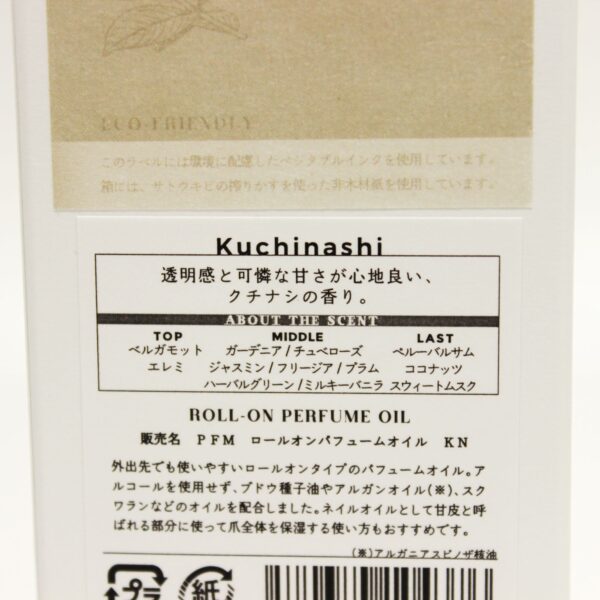 ECO-FRIENDLY
このラベルには環境に配慮したベジタブルインクを使用しています。
箱には、サトウキビの搾りかすを使った非木材紙を使用しています。
Kuchinashi
透明感と可憐な甘さが心地良い、
クチナシの香り。
ABOUT THE SCENT
TOP MIDDLE LAST
ベルガモット ガーデニア / チュベローズ ペルーバルサム
エレミ ジャスミン / フリージア / プラム ココナッツ
ハーバルグリーン / ミルキーバニラ スウィートムスク
ROLL-ON PERFUME OIL
販売名 PFM ロールオンパフュームオイル KN
外出先でも使いやすいロールオンタイプのパフュームオイル。ア
ルコールを使用せず、ブドウ種子油やアルガンオイル(※)、スク
ワランなどのオイルを配合しました。ネイルオイルとして甘皮と呼
ばれる部分に使って爪全体を保湿する使い方もおすすめです。
(※)アルガニアスピノザ核油
プラ 紙